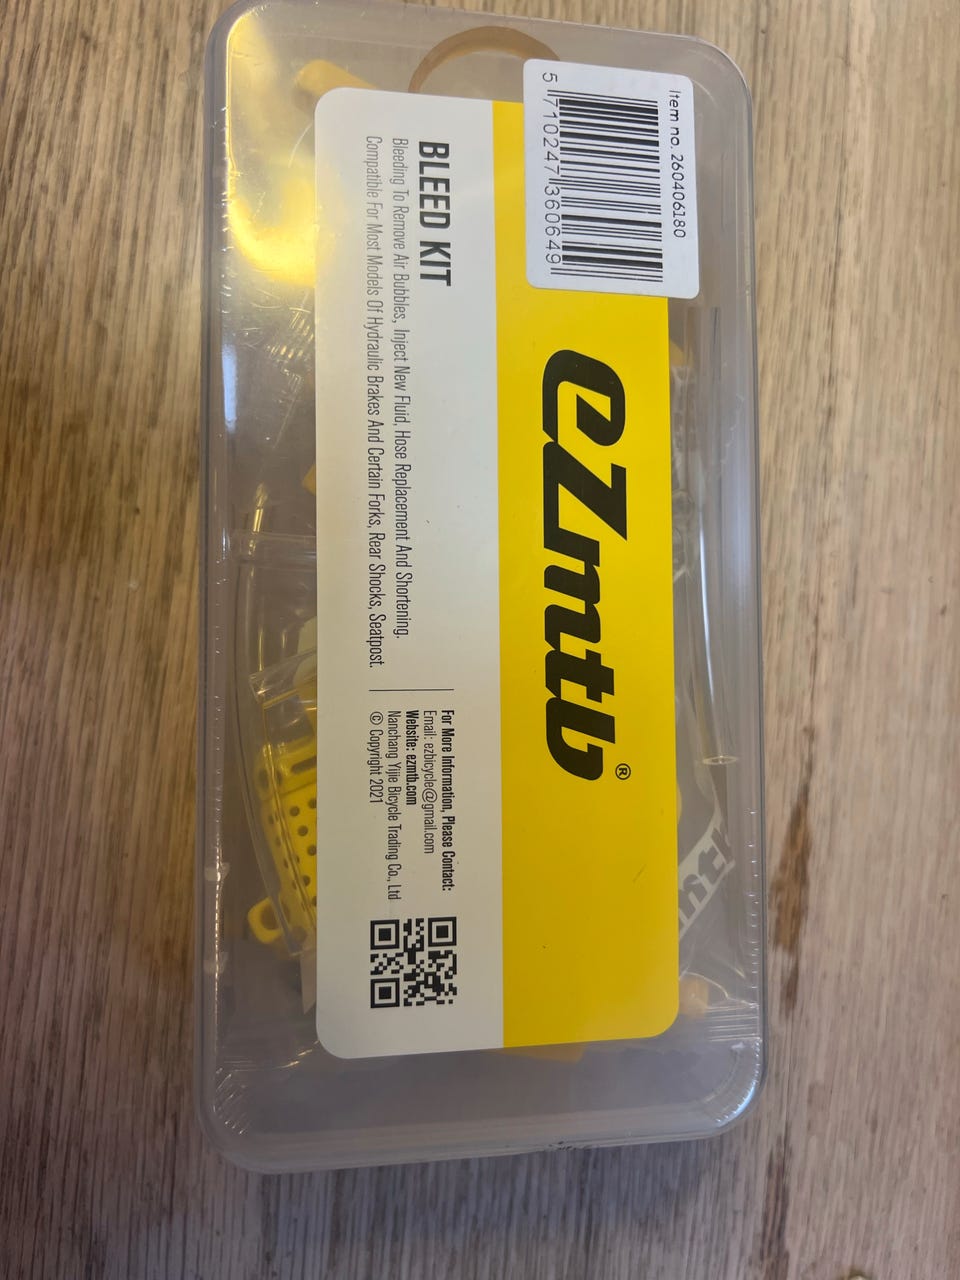 Item no. 260406180
5 710247 360649
ezmtb®
BLEED KIT
Bleeding To Remove Air Bubbles, Inject New Fluid, Hose Replacement And Shortening.
Compatible For Most Models Of Hydraulic Brakes And Certain Forks, Rear Shocks, Seatpost.
For More Information, Please Contact:
Email: ezbicycle@gmail.com
Website: ezmtb.com
Nanchang Yijie Bicycle Trading Co., Ltd
© Copyright 2021